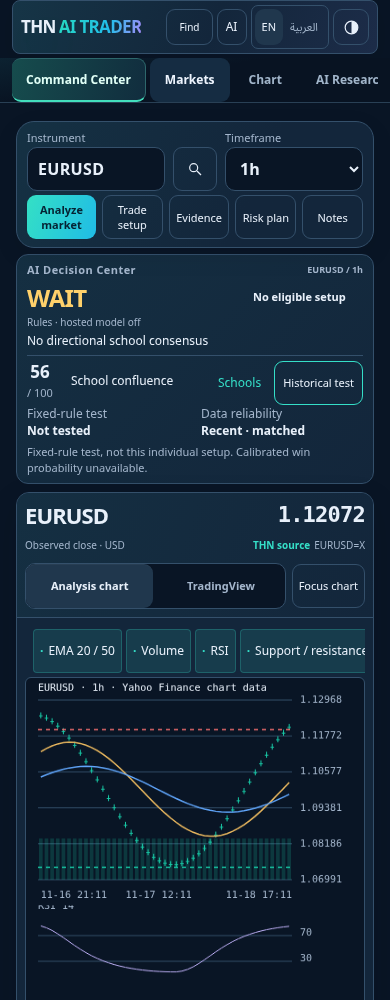 THN AI TRADER
Find
AI
EN
العربية
Command Center
Markets
Chart
AI Researc
Instrument
Timeframe
EURUSD
1h
Analyze market
Trade setup
Evidence
Risk plan
Notes
AI Decision Center
EURUSD / 1h
WAIT
No eligible setup
Rules · hosted model off
No directional school consensus
56
/ 100
School confluence
Schools
Historical test
Fixed-rule test
Data reliability
Not tested
Recent · matched
Fixed-rule test, not this individual setup. Calibrated win
probability unavailable.
EURUSD
1.12072
Observed close · USD
THN source EURUSD=X
Analysis chart
TradingView
Focus chart
· EMA 20 / 50
· Volume
· RSI
· Support / resistance
EURUSD · 1h · Yahoo Finance chart data
1.12968
1.11772
1.10577
1.09381
1.08186
1.06991
11-16 21:11
11-17 12:11
11-18 17:11
RSI 14
70
30